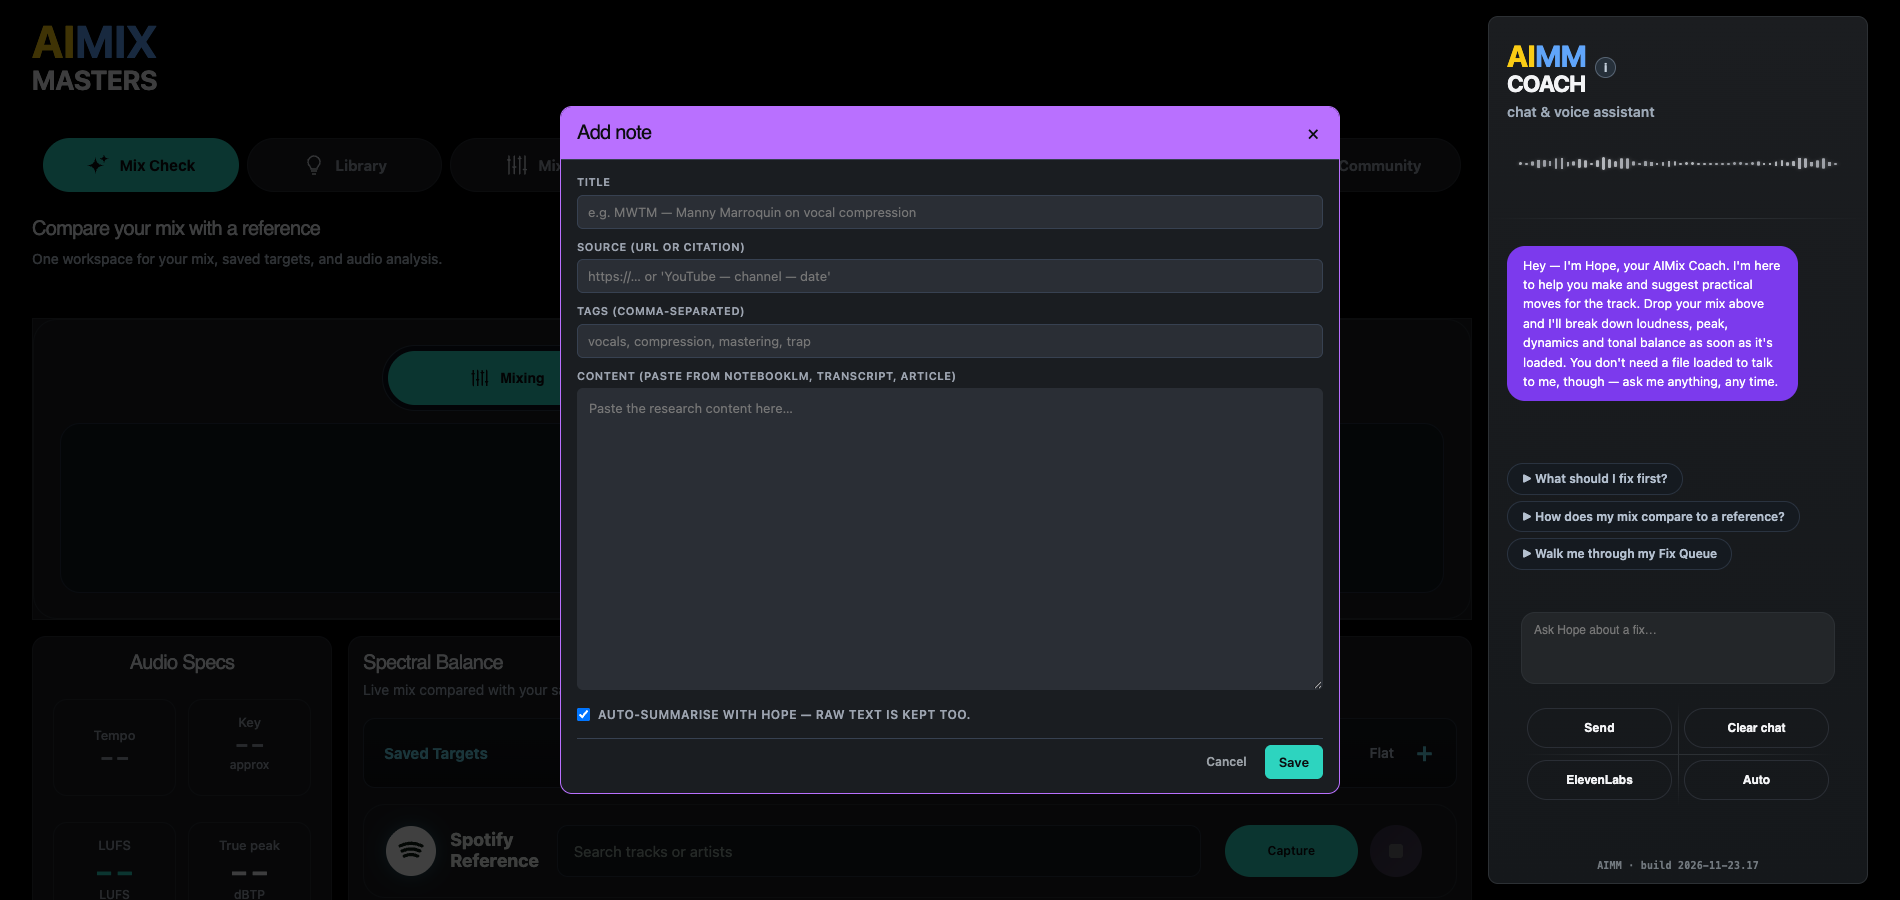 AIMIX
MASTERS
Mix Check
Library
Mix
Community
Compare your mix with a reference
One workspace for your mix, saved targets, and audio analysis.
Mixing
Audio Specs
Tempo
Key
approx
LUFS
LUFS
True peak
dBTP
Spectral Balance
Live mix compared with your s
Saved Targets
Flat
Spotify
Reference
Search tracks or artists
Capture
Add note
TITLE
e.g. MWTM — Manny Marroquin on vocal compression
SOURCE (URL OR CITATION)
https://... or 'YouTube — channel — date'
TAGS (COMMA-SEPARATED)
vocals, compression, mastering, trap
CONTENT (PASTE FROM NOTEBOOKLM, TRANSCRIPT, ARTICLE)
Paste the research content here...
AUTO-SUMMARISE WITH HOPE — RAW TEXT IS KEPT TOO.
Cancel
Save
AIMM
COACH
i
chat & voice assistant
Hey — I'm Hope, your AIMix Coach. I'm here
to help you make and suggest practical
moves for the track. Drop your mix above
and I'll break down loudness, peak,
dynamics and tonal balance as soon as it's
loaded. You don't need a file loaded to talk
to me, though — ask me anything, any time.
What should I fix first?
How does my mix compare to a reference?
Walk me through my Fix Queue
Ask Hope about a fix...
Send
Clear chat
ElevenLabs
Auto
AIMM · build 2026-11-23.17